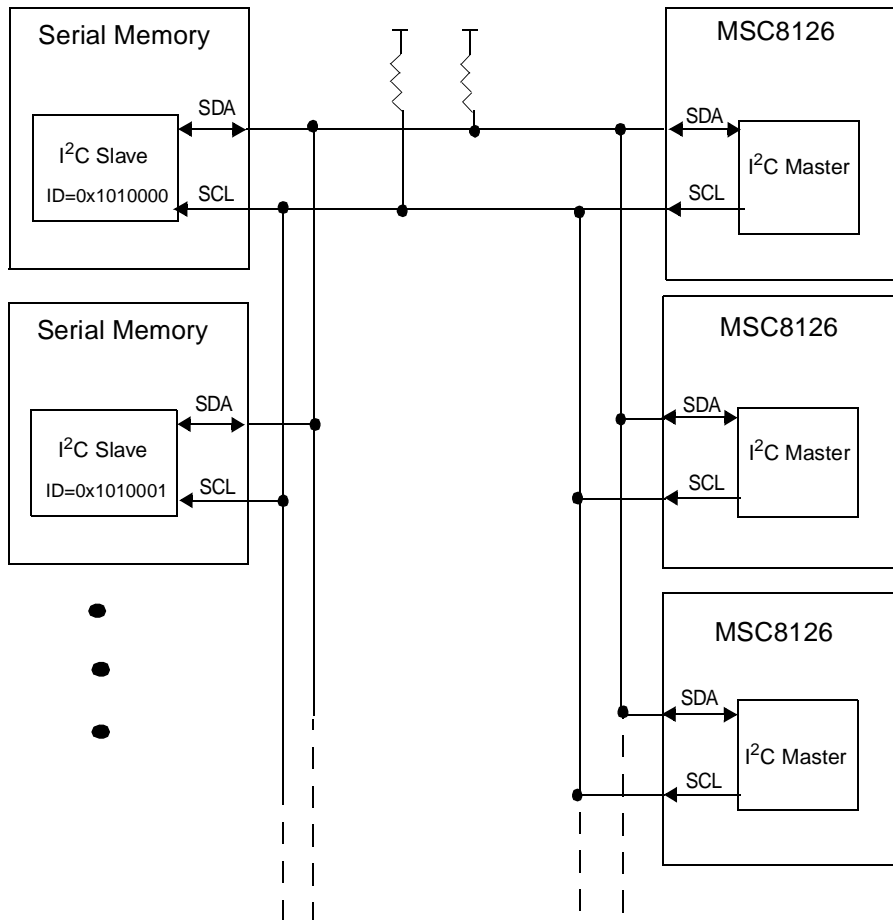 Serial Memory
SDA
I²C Slave
ID=0x1010000
SCL
MSC8126
SDA
I²C Master
SCL
Serial Memory
SDA
I²C Slave
ID=0x1010001
SCL
MSC8126
SDA
I²C Master
SCL
MSC8126
SDA
I²C Master
SCL